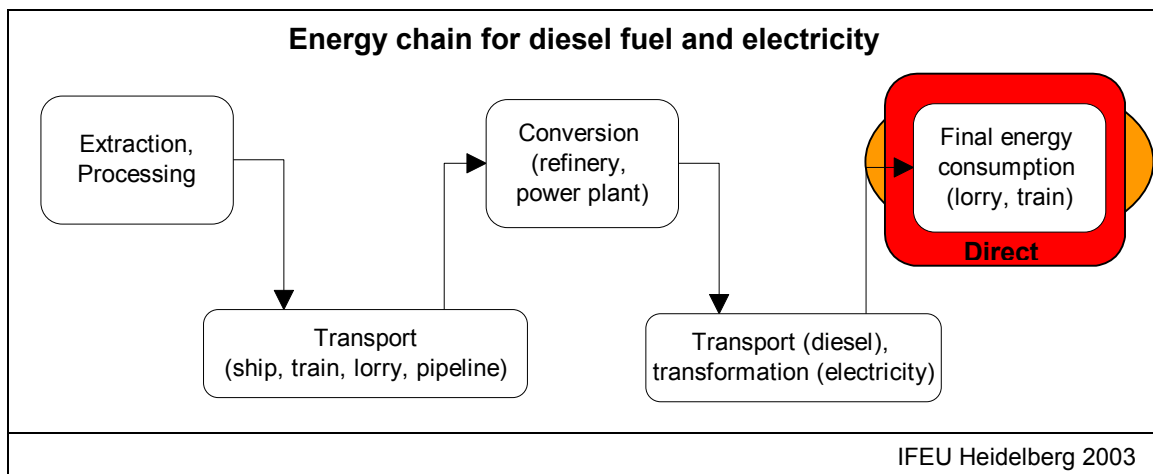 Energy chain for diesel fuel and electricity
Extraction,
Processing
Transport
(ship, train, lorry, pipeline)
Conversion
(refinery,
power plant)
Transport (diesel),
transformation (electricity)
Final energy
consumption
(lorry, train)
Direct
IFEU Heidelberg 2003